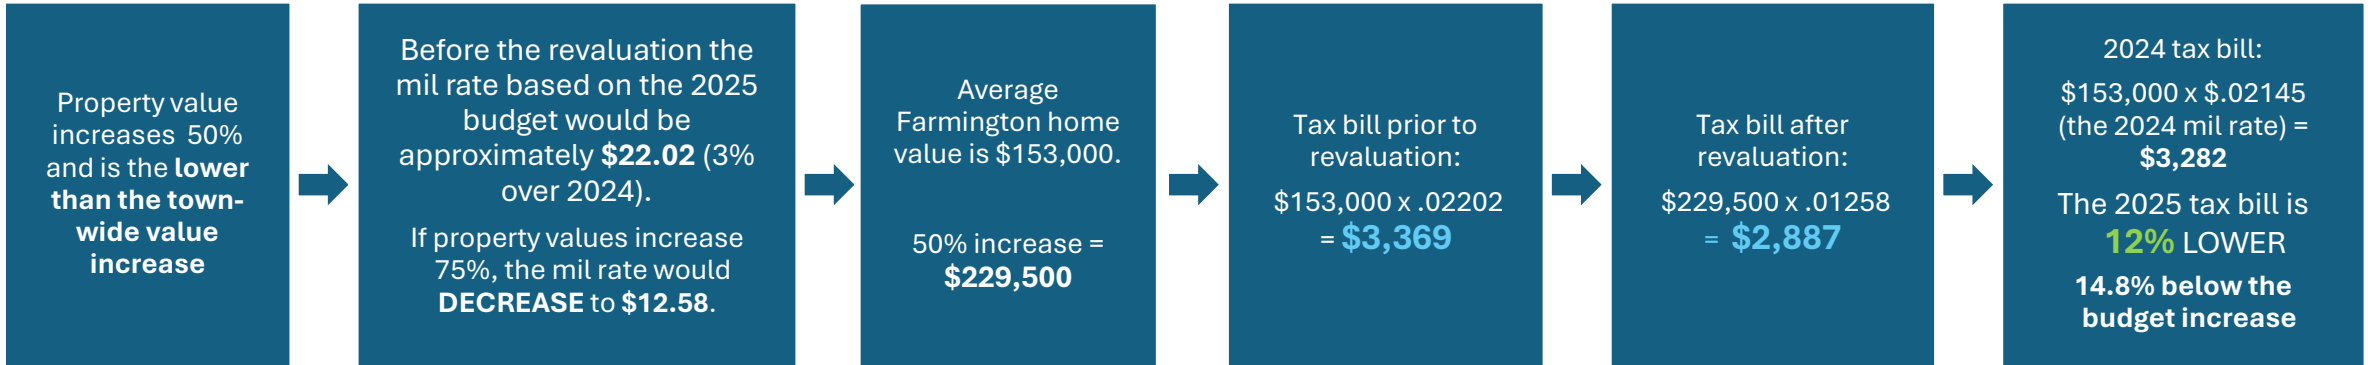 Property value
increases 50%
and is the lower
than the town-
wide value
increase
Before the revaluation the
mil rate based on the 2025
budget would be
approximately $22.02 (3%
over 2024).
If property values increase
75%, the mil rate would
DECREASE to $12.58.
Average
Farmington home
value is $153,000.
50% increase =
$229,500
Tax bill prior to
revaluation:
$153,000 x .02202
= $3,369
Tax bill after
revaluation:
$229,500 x .01258
= $2,887
2024 tax bill:
$153,000 x $.02145
(the 2024 mil rate) =
$3,282
The 2025 tax bill is
12% LOWER
14.8% below the
budget increase